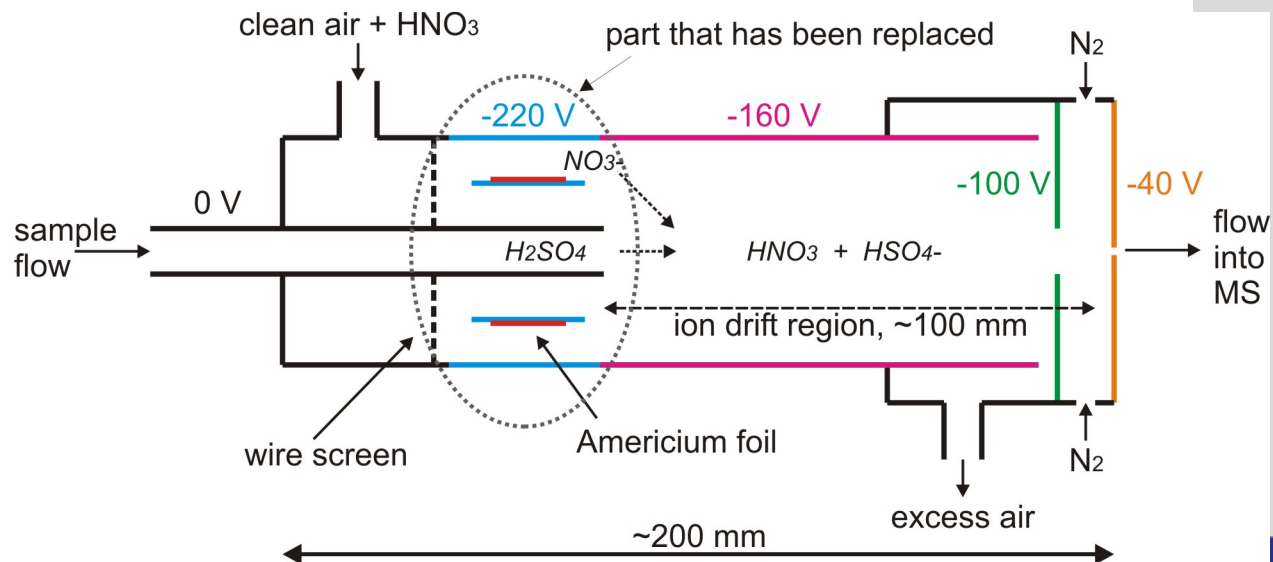 clean air + HNO3
part that has been replaced
N2
-220 V
-160 V
NO3-
0 V
-100 V
-40 V
sample
flow
H2SO4
HNO3 + HSO4-
flow
into
MS
ion drift region, ~100 mm
wire screen
Americium foil
N2
excess air
~200 mm